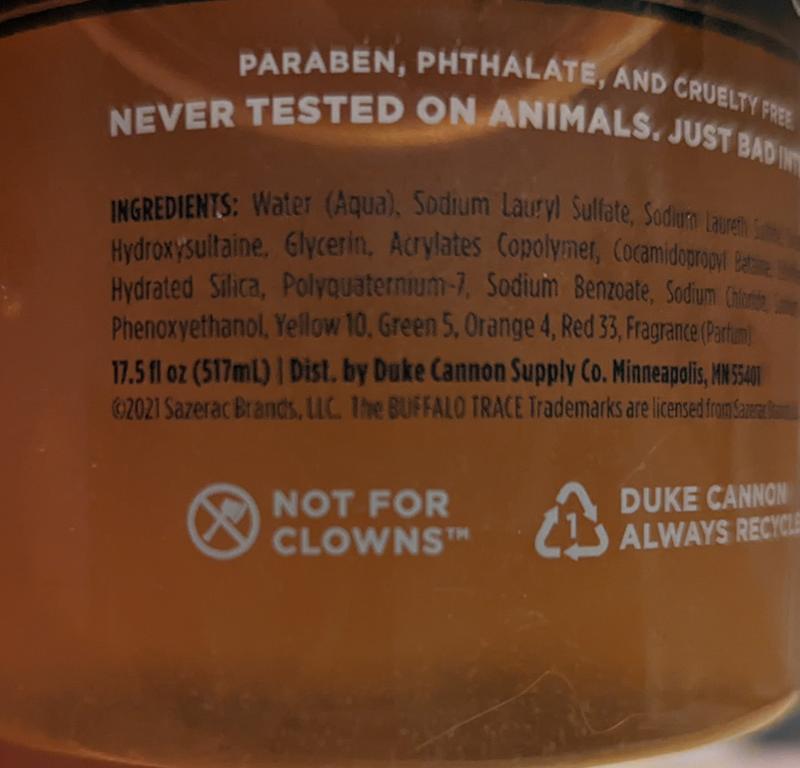 PARABEN, PHTHALATE, AND CRUELTY FREE.
NEVER TESTED ON ANIMALS. JUST BAD
INGREDIENTS: Water (Aqua), Sodium Lauryl Sulfate, Sodium Laureth
Hydroxysultaine, Glycerin, Acrylates Copolymer, Cocamidopropyl Betaine,
Hydrated Silica, Polyquaternium-7, Sodium Benzoate, Sodium Chloride,
Phenoxyethanol, Yellow 10, Green 5, Orange 4, Red 33, Fragrance (Parfum)
17.5 fl oz (517mL) | Dist. by Duke Cannon Supply Co. Minneapolis, MN 55401
©2021 Sazerac Brands, LLC. The BUFFALO TRACE Trademarks are licensed from Sazerac
NOT FOR
CLOWNS™
1
DUKE CANNON
ALWAYS